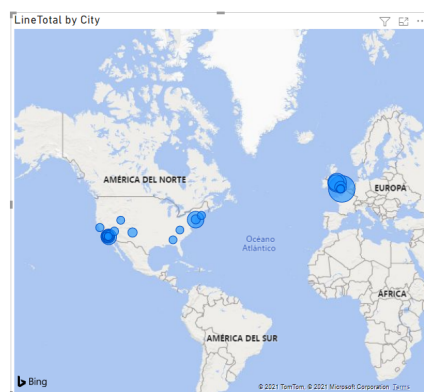 LineTotal by City
AMÉRICA DEL NORTE
EUROPA
Océano
Atlántico
ÁFRICA
AMÉRICA DEL SUR
Bing
© 2021 TomTom, © 2021 Microsoft Corporation Terms